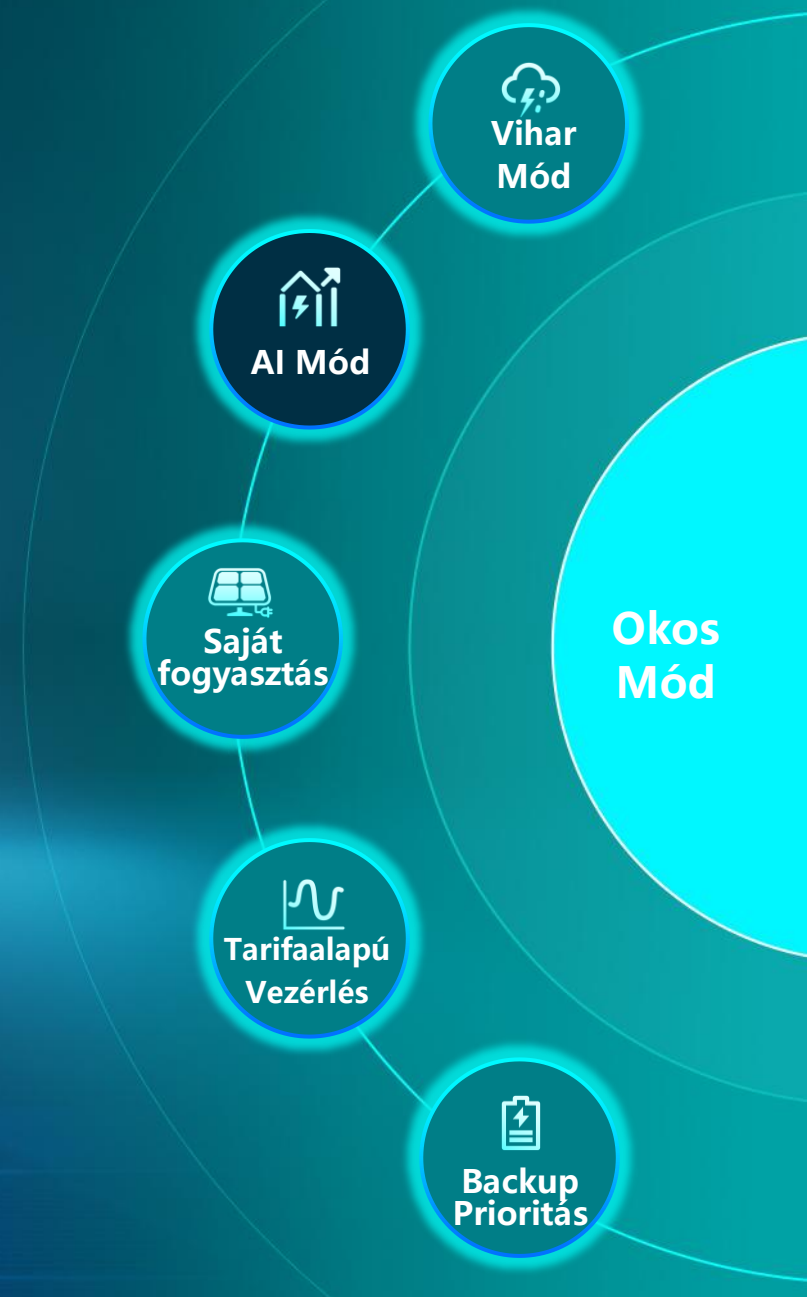 Vihar
Mód
AI Mód
Saját
fogyasztás
Okos
Mód
Tarifaalapú
Vezérlés
Backup
Prioritás